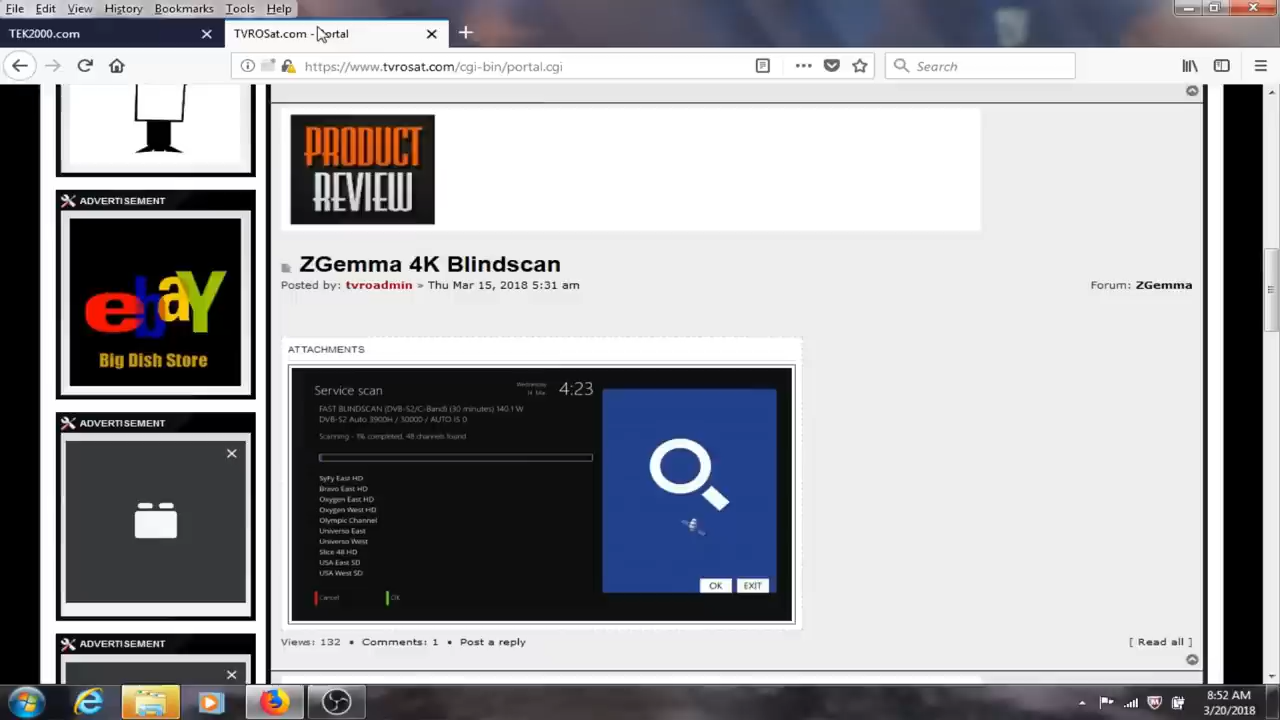 File Edit View History Bookmarks Tools Help
TEK2000.com
TVROSat.com - Portal
https://www.tvrosat.com/cgi-bin/portal.cgi
Search
PRODUCT
REVIEW
ADVERTISEMENT
ebay
Big Dish Store
ADVERTISEMENT
ADVERTISEMENT
ZGemma 4K Blindscan
Posted by: tvroadmin » Thu Mar 15, 2018 5:31 am
Forum: ZGemma
ATTACHMENTS
Service scan
Wednesday
14 Mar
4:23
FAST BLINDSCAN (DVB-S2/C-Band) (30 minutes) 140.1 W
DVB-S2 Auto 3900H / 30000 / AUTO IS 0
Scanning - 1% completed, 48 channels found
SyFy East HD
Bravo East HD
Oxygen East HD
Oxygen West HD
Olympic Channel
Universo East
Universo West
Slice 48 HD
USA East SD
USA West SD
Cancel
OK
OK
EXIT
Views: 132 • Comments: 1 • Post a reply
[ Read all ]
8:52 AM
3/20/2018